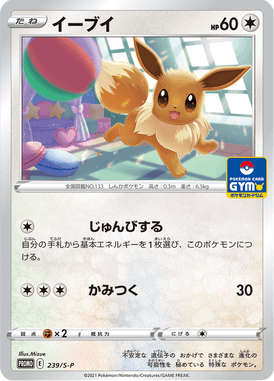 たね イーブイ HP60
POKÉMON CARD
GYM
ポケモンカードジム
全国図鑑NO.133 しんかポケモン 高さ:0.3m 重さ:6.5kg
じゅんびする
自分の手札から基本エネルギーを1枚選び、このポケモンに
つける。
かみつく 30
弱点 ×2 抵抗力 にげる
Illus.Mizue
不安定な 遺伝子の おかげで さまざまな
進化の 可能性を 秘めている
特殊な ポケモン。
PROMO E 239/S-P
©2021 Pokémon/Nintendo/Creatures/GAME FREAK.